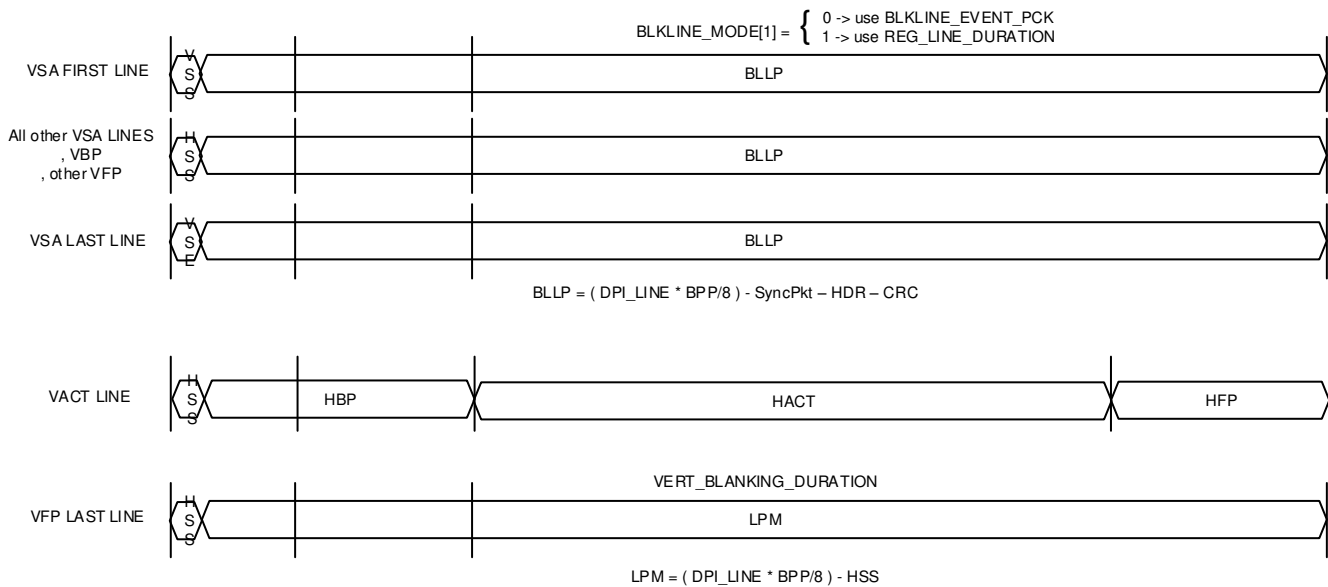 BLKLINE_MODE[1] = { 0 -> use BLKLINE_EVENT_PCK
1 -> use REG_LINE_DURATION
VSA FIRST LINE
V
S
S
BLLP
All other VSA LINES
, VBP
, other VFP
H
S
S
BLLP
VSA LAST LINE
V
S
E
BLLP
BLLP = ( DPI_LINE * BPP/8 ) - SyncPkt – HDR – CRC
VACT LINE
H
S
S
HBP
HACT
HFP
VERT_BLANKING_DURATION
VFP LAST LINE
H
S
S
LPM
LPM = ( DPI_LINE * BPP/8 ) - HSS